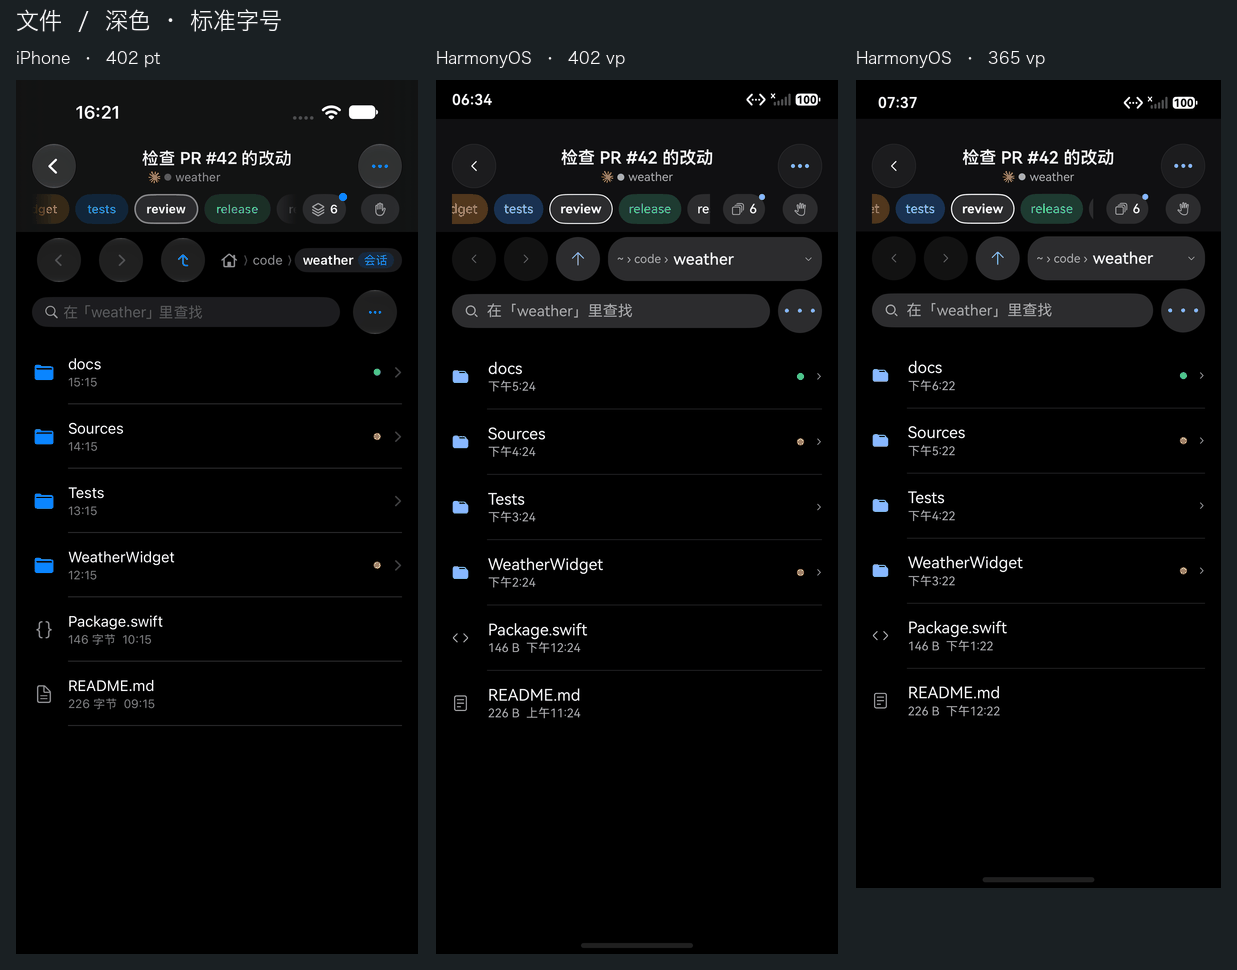 文件 / 深色 · 标准字号
iPhone · 402 pt
16:21
检查 PR #42 的改动
weather
get
tests
review
release
6
code
weather 会话
在「weather」里查找
docs
15:15
Sources
14:15
Tests
13:15
WeatherWidget
12:15
Package.swift
146 字节 10:15
README.md
226 字节 09:15
HarmonyOS · 402 vp
06:34
100
检查 PR #42 的改动
weather
dget
tests
review
release
re
6
~ › code › weather
在「weather」里查找
docs
下午5:24
Sources
下午4:24
Tests
下午3:24
WeatherWidget
下午2:24
Package.swift
146 B 下午12:24
README.md
226 B 上午11:24
HarmonyOS · 365 vp
07:37
100
检查 PR #42 的改动
weather
et
tests
review
release
6
~ › code › weather
在「weather」里查找
docs
下午6:22
Sources
下午5:22
Tests
下午4:22
WeatherWidget
下午3:22
Package.swift
146 B 下午1:22
README.md
226 B 下午12:22